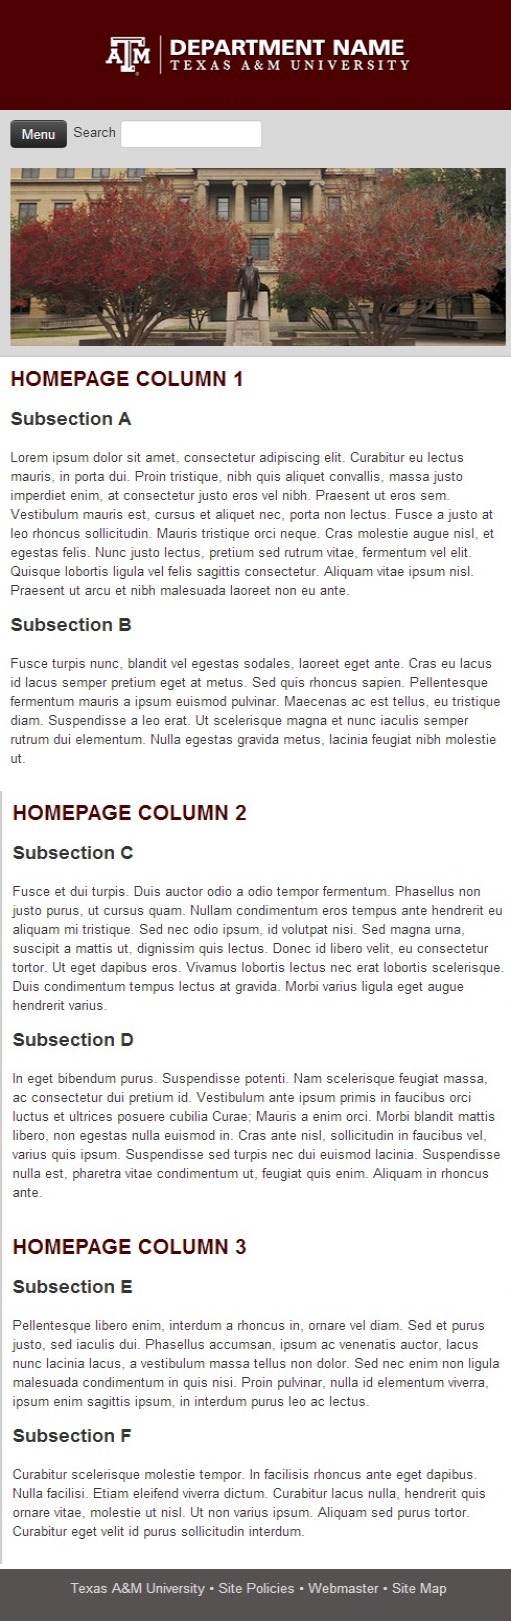 ATM DEPARTMENT NAME
TEXAS A&M UNIVERSITY
Menu Search
HOMEPAGE COLUMN 1
Subsection A
Lorem ipsum dolor sit amet, consectetur adipiscing elit. Curabitur eu lectus
mauris, in porta dui. Proin tristique, nibh quis aliquet convallis, massa justo
imperdiet enim, at consectetur justo eros vel nibh. Praesent ut eros sem.
Vestibulum mauris est, cursus et aliquet nec, porta non lectus. Fusce a justo at
leo rhoncus sollicitudin. Mauris tristique orci neque. Cras molestie augue nisl, et
egestas felis. Nunc justo lectus, pretium sed rutrum vitae, fermentum vel elit.
Quisque lobortis ligula vel felis sagittis consectetur. Aliquam vitae ipsum nisl.
Praesent ut arcu et nibh malesuada laoreet non eu ante.
Subsection B
Fusce turpis nunc, blandit vel egestas sodales, laoreet eget ante. Cras eu lacus
id lacus semper pretium eget at metus. Sed quis rhoncus sapien. Pellentesque
fermentum mauris a ipsum euismod pulvinar. Maecenas ac est tellus, eu tristique
diam. Suspendisse a leo erat. Ut scelerisque magna et nunc iaculis semper
rutrum dui elementum. Nulla egestas gravida metus, lacinia feugiat nibh molestie
ut.
HOMEPAGE COLUMN 2
Subsection C
Fusce et dui turpis. Duis auctor odio a odio tempor fermentum. Phasellus non
justo purus, ut cursus quam. Nullam condimentum eros tempus ante hendrerit eu
aliquam mi tristique. Sed nec odio ipsum, id volutpat nisi. Sed magna urna,
suscipit a mattis ut, dignissim quis lectus. Donec id libero velit, eu consectetur
tortor. Ut eget dapibus eros. Vivamus lobortis lectus nec erat lobortis scelerisque.
Duis condimentum tempus lectus at gravida. Morbi varius ligula eget augue
hendrerit varius.
Subsection D
In eget bibendum purus. Suspendisse potenti. Nam scelerisque feugiat massa,
ac consectetur dui pretium id. Vestibulum ante ipsum primis in faucibus orci
luctus et ultrices posuere cubilia Curae; Mauris a enim orci. Morbi blandit mattis
libero, non egestas nulla euismod in. Cras ante nisl, sollicitudin in faucibus vel,
varius quis ipsum. Suspendisse sed turpis nec dui euismod lacinia. Suspendisse
nulla est, pharetra vitae condimentum ut, feugiat quis enim. Aliquam in rhoncus
ante.
HOMEPAGE COLUMN 3
Subsection E
Pellentesque libero enim, interdum a rhoncus in, ornare vel diam. Sed et purus
justo, sed iaculis dui. Phasellus accumsan, ipsum ac venenatis auctor, lacus
nunc lacinia lacus, a vestibulum massa tellus non dolor. Sed nec enim non ligula
malesuada condimentum in quis nisi. Proin pulvinar, nulla id elementum viverra,
ipsum enim sagittis ipsum, in interdum purus leo ac lectus.
Subsection F
Curabitur scelerisque molestie tempor. In facilisis rhoncus ante eget dapibus.
Nulla facilisi. Etiam eleifend viverra dictum. Curabitur lacus nulla, hendrerit quis
ornare vitae, molestie ut nisl. Ut non varius ipsum. Aliquam sed purus tortor.
Curabitur eget velit id purus sollicitudin interdum.
Texas A&M University • Site Policies • Webmaster • Site Map